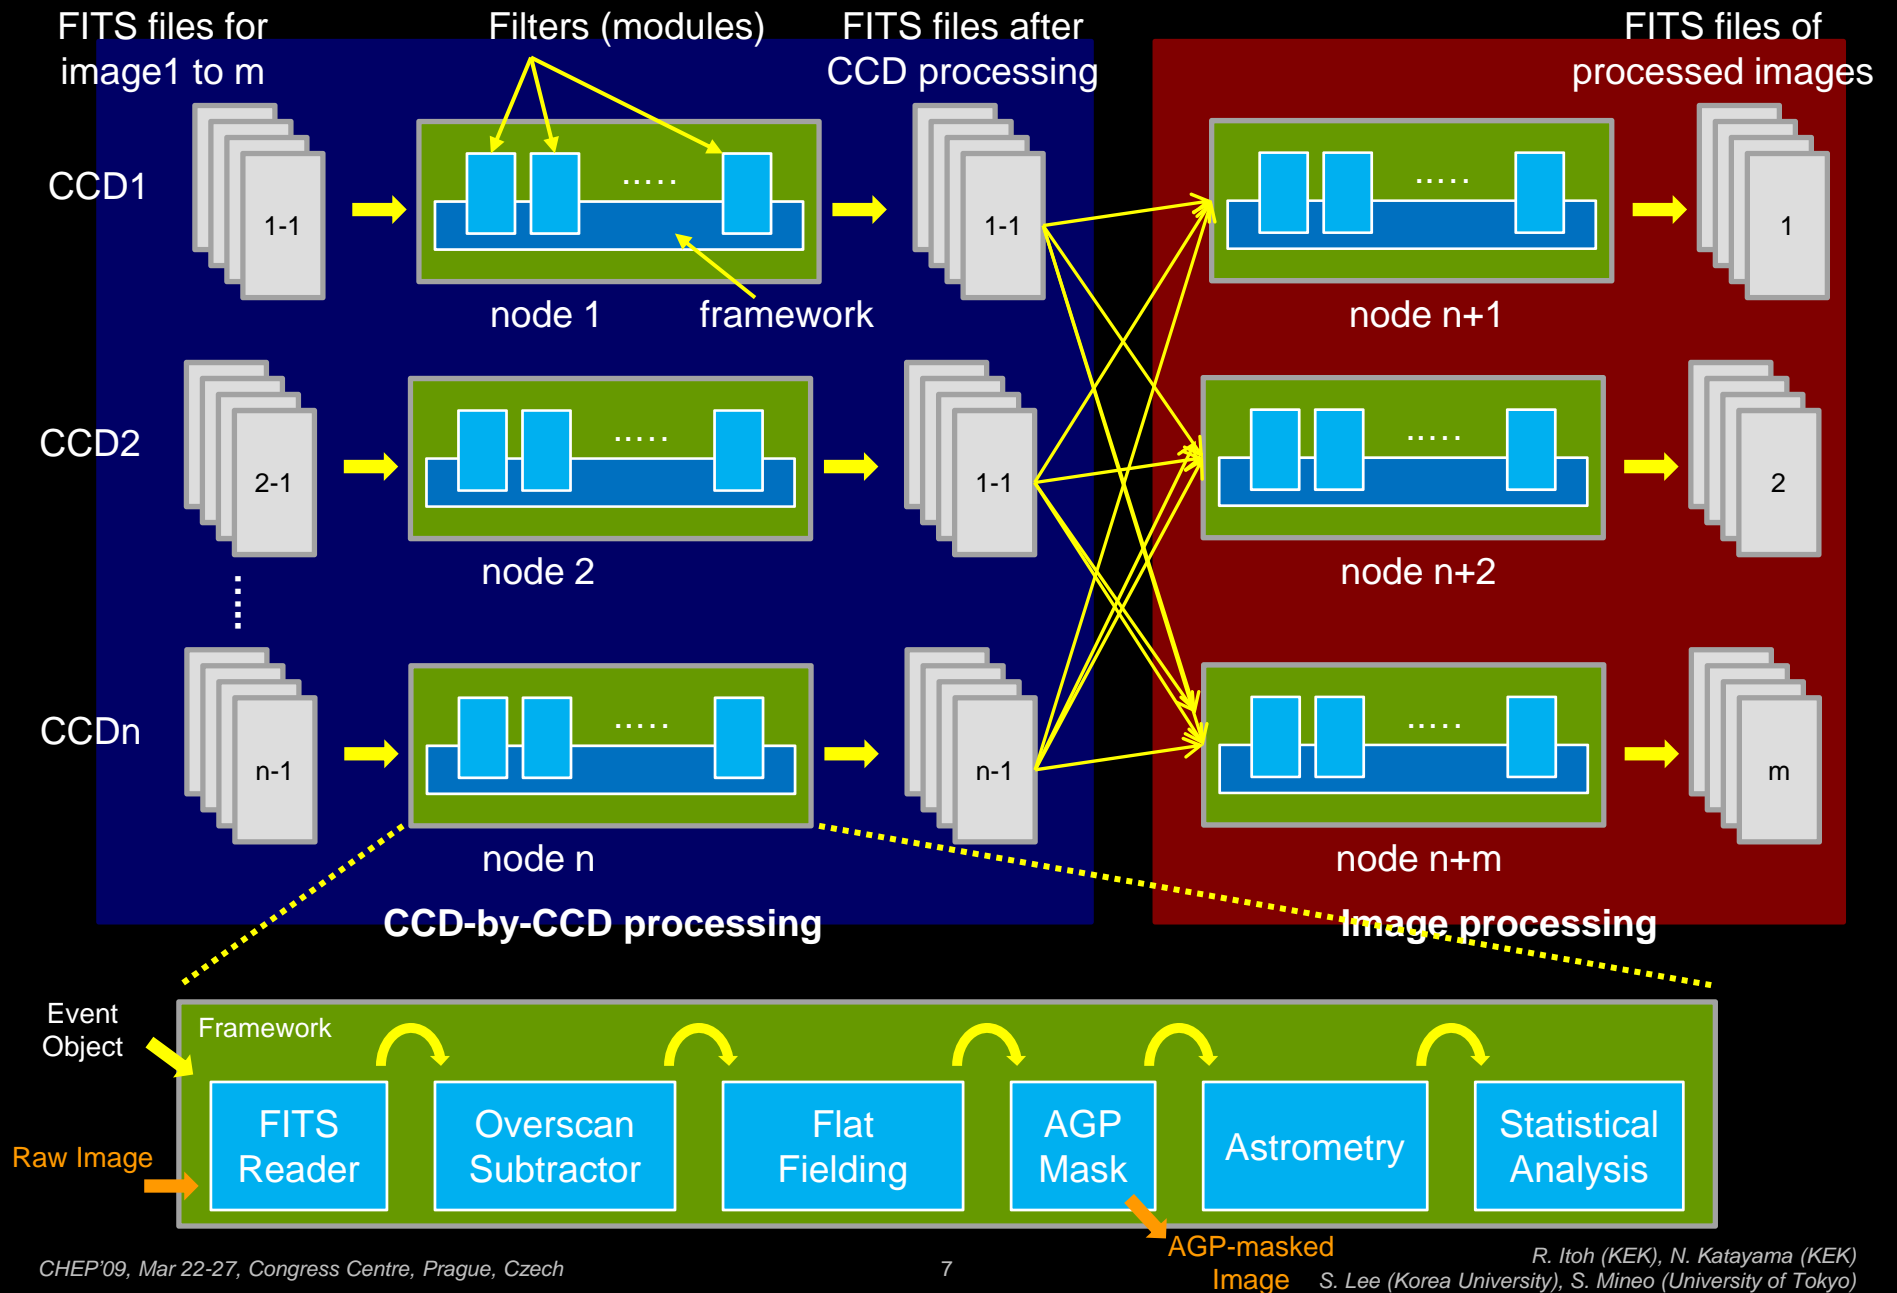 FITS files for
image1 to m
Filters (modules)
FITS files after
CCD processing
FITS files of
processed images
CCD1
1-1
.....
1-1
.....
1
node 1
framework
node n+1
CCD2
2-1
.....
1-1
.....
2
node 2
node n+2
......
CCDn
n-1
.....
n-1
.....
m
node n
node n+m
CCD-by-CCD processing
Image processing
Event
Object
Framework
Raw Image
FITS
Reader
Overscan
Subtractor
Flat
Fielding
AGP
Mask
Astrometry
Statistical
Analysis
AGP-masked
Image
CHEP'09, Mar 22-27, Congress Centre, Prague, Czech
7
R. Itoh (KEK), N. Katayama (KEK)
S. Lee (Korea University), S. Mineo (University of Tokyo)